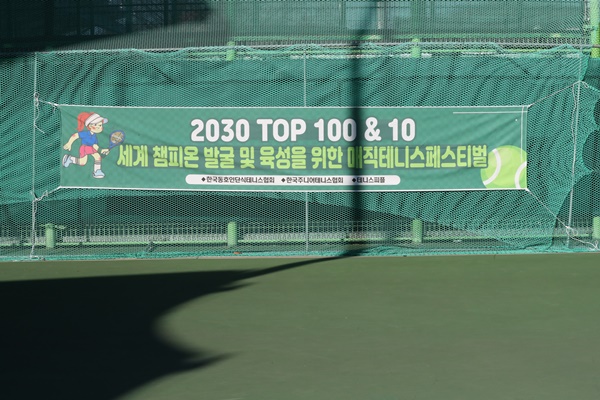 2030 TOP 100 & 10
세계 챔피온 발굴 및 육성을 위한 매직테니스페스티벌
◆한국동호인단식테니스협회 ◆한국주니어테니스협회 ◆테니스피플